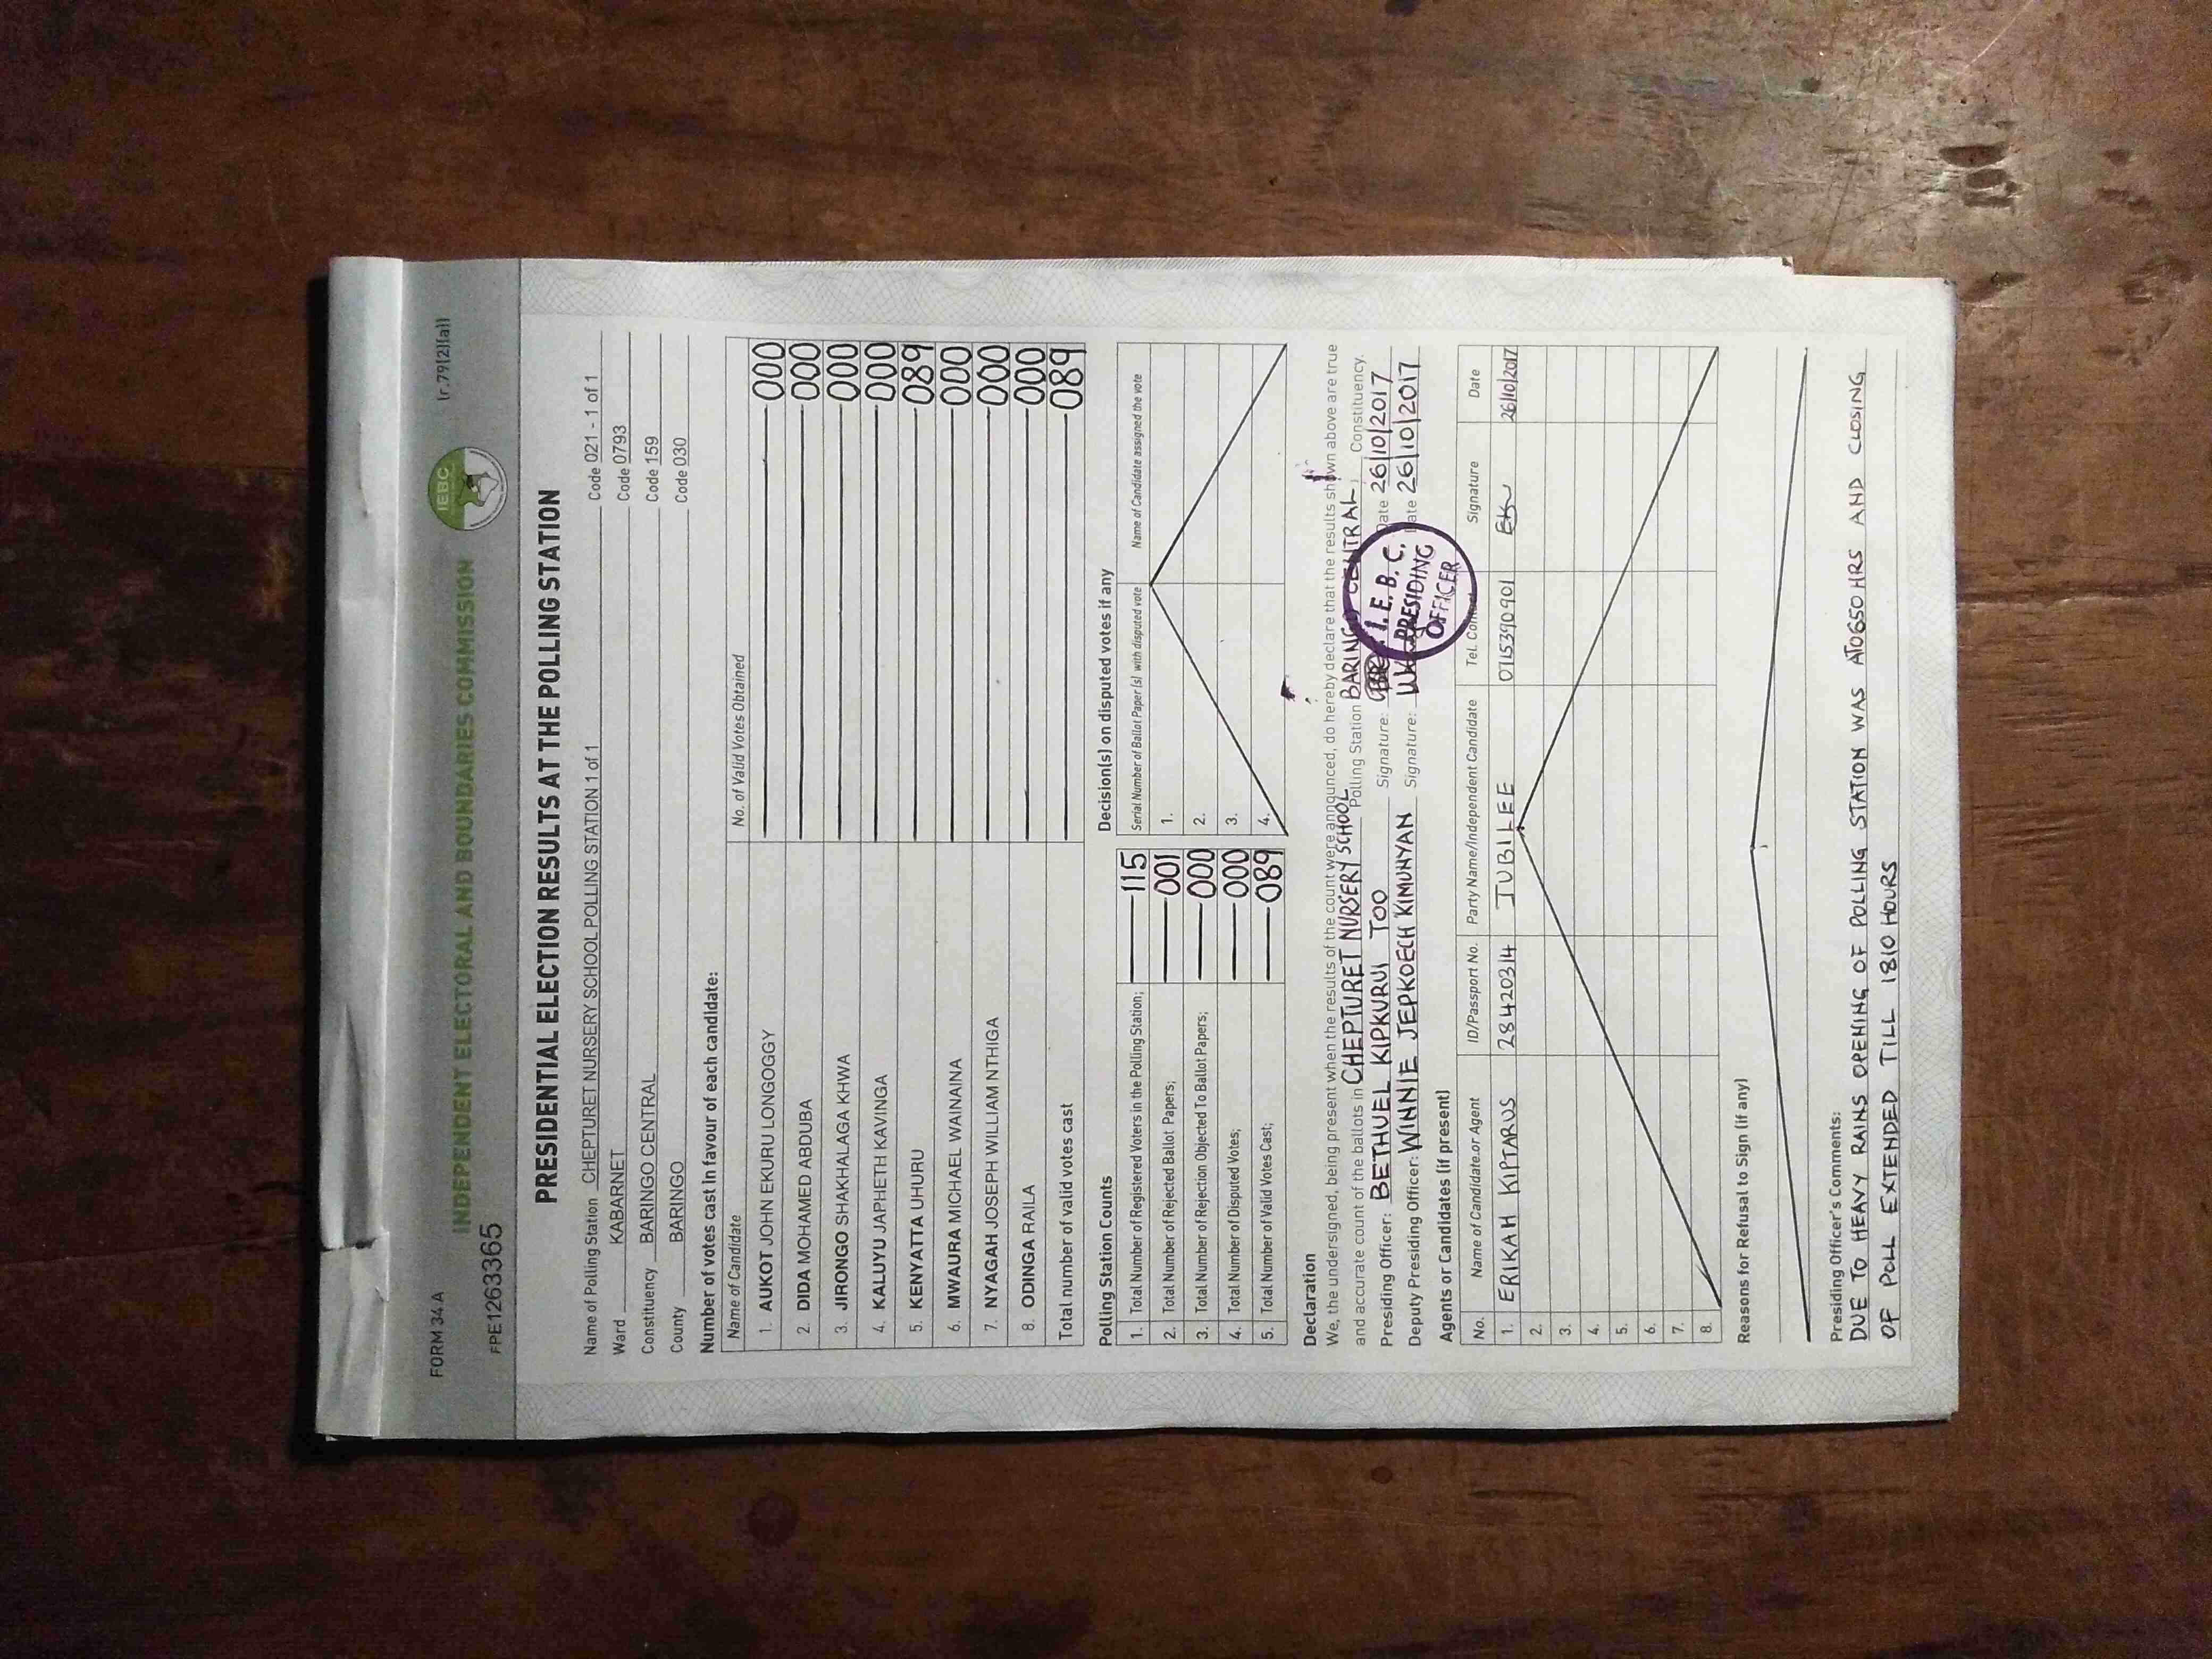 FORM 34 A (r.79(2)(a))
INDEPENDENT ELECTORAL AND BOUNDARIES COMMISSION
IEBC
FPE1263365
PRESIDENTIAL ELECTION RESULTS AT THE POLLING STATION
Name of Polling Station CHEPTURET NURSERY SCHOOL POLLING STATION 1 of 1 Code 021 - 1 of 1
Ward KABARNET Code 0793
Constituency BARINGO CENTRAL Code 159
County BARINGO Code 030
Number of votes cast in favour of each candidate:
Name of Candidate No. of Valid Votes Obtained
1. AUKOT JOHN EKURU LONGOGGY 000
2. DIDA MOHAMED ABDUBA 000
3. JIRONGO SHAKHALAGA KHWA 000
4. KALUYU JAPHETH KAVINGA 000
5. KENYATTA UHURU 089
6. MWAURA MICHAEL WAINAINA 000
7. NYAGAH JOSEPH WILLIAM NTHIGA 000
8. ODINGA RAILA 000
Total number of valid votes cast 089
Polling Station Counts
1. Total Number of Registered Voters in the Polling Station; 115
2. Total Number of Rejected Ballot Papers; 001
3. Total Number of Rejection Objected To Ballot Papers; 000
4. Total Number of Disputed Votes; 000
5. Total Number of Valid Votes Cast; 089
Decision(s) on disputed votes if any
Serial Number of Ballot Paper (s) with disputed vote Name of Candidate assigned the vote
1.
2.
3.
4.
Declaration
We, the undersigned, being present when the results of the count were announced, do hereby declare that the results shown above are true
and accurate count of the ballots in CHEPTURET NURSERY SCHOOL Polling Station BARINGO CENTRAL Constituency.
Presiding Officer: BETHUEL KIPKURUI TOO Signature: Date 26/10/2017
Deputy Presiding Officer: WINNIE JEPKOECH KIMUNYAN Signature: Date 26/10/2017
I.E.B.C.
PRESIDING
OFFICER
Agents or Candidates (if present)
No. Name of Candidate or Agent ID/Passport No. Party Name/Independent Candidate Tel. Contact Signature Date
1. ERIKAH KIPTARUS 28420314 JUBILEE 0715390901 26/10/2017
2.
3.
4.
5.
6.
7.
8.
Reasons for Refusal to Sign (if any)
Presiding Officer's Comments:
DUE TO HEAVY RAINS OPENING OF POLLING STATION WAS AT0650HRS AND CLOSING
OF POLL EXTENDED TILL 1810 HOURS